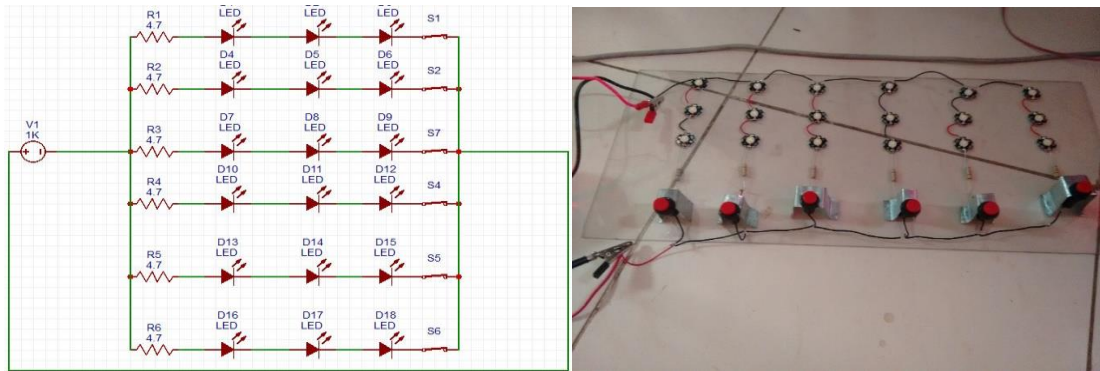 R1
4.7
LED
LED
LED
S1
R2
4.7
D4
LED
D5
LED
D6
LED
S2
V1
1K
R3
4.7
D7
LED
D8
LED
D9
LED
S7
R4
4.7
D10
LED
D11
LED
D12
LED
S4
R5
4.7
D13
LED
D14
LED
D15
LED
S5
R6
4.7
D16
LED
D17
LED
D18
LED
S6